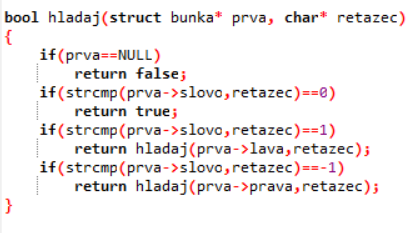 bool hladaj(struct bunka* prva, char* retazec)
{
if(prva==NULL)
return false;
if(strcmp(prva->slovo,retazec)==0)
return true;
if(strcmp(prva->slovo,retazec)==1)
return hladaj(prva->lava,retazec);
if(strcmp(prva->slovo,retazec)==-1)
return hladaj(prva->prava,retazec);
}